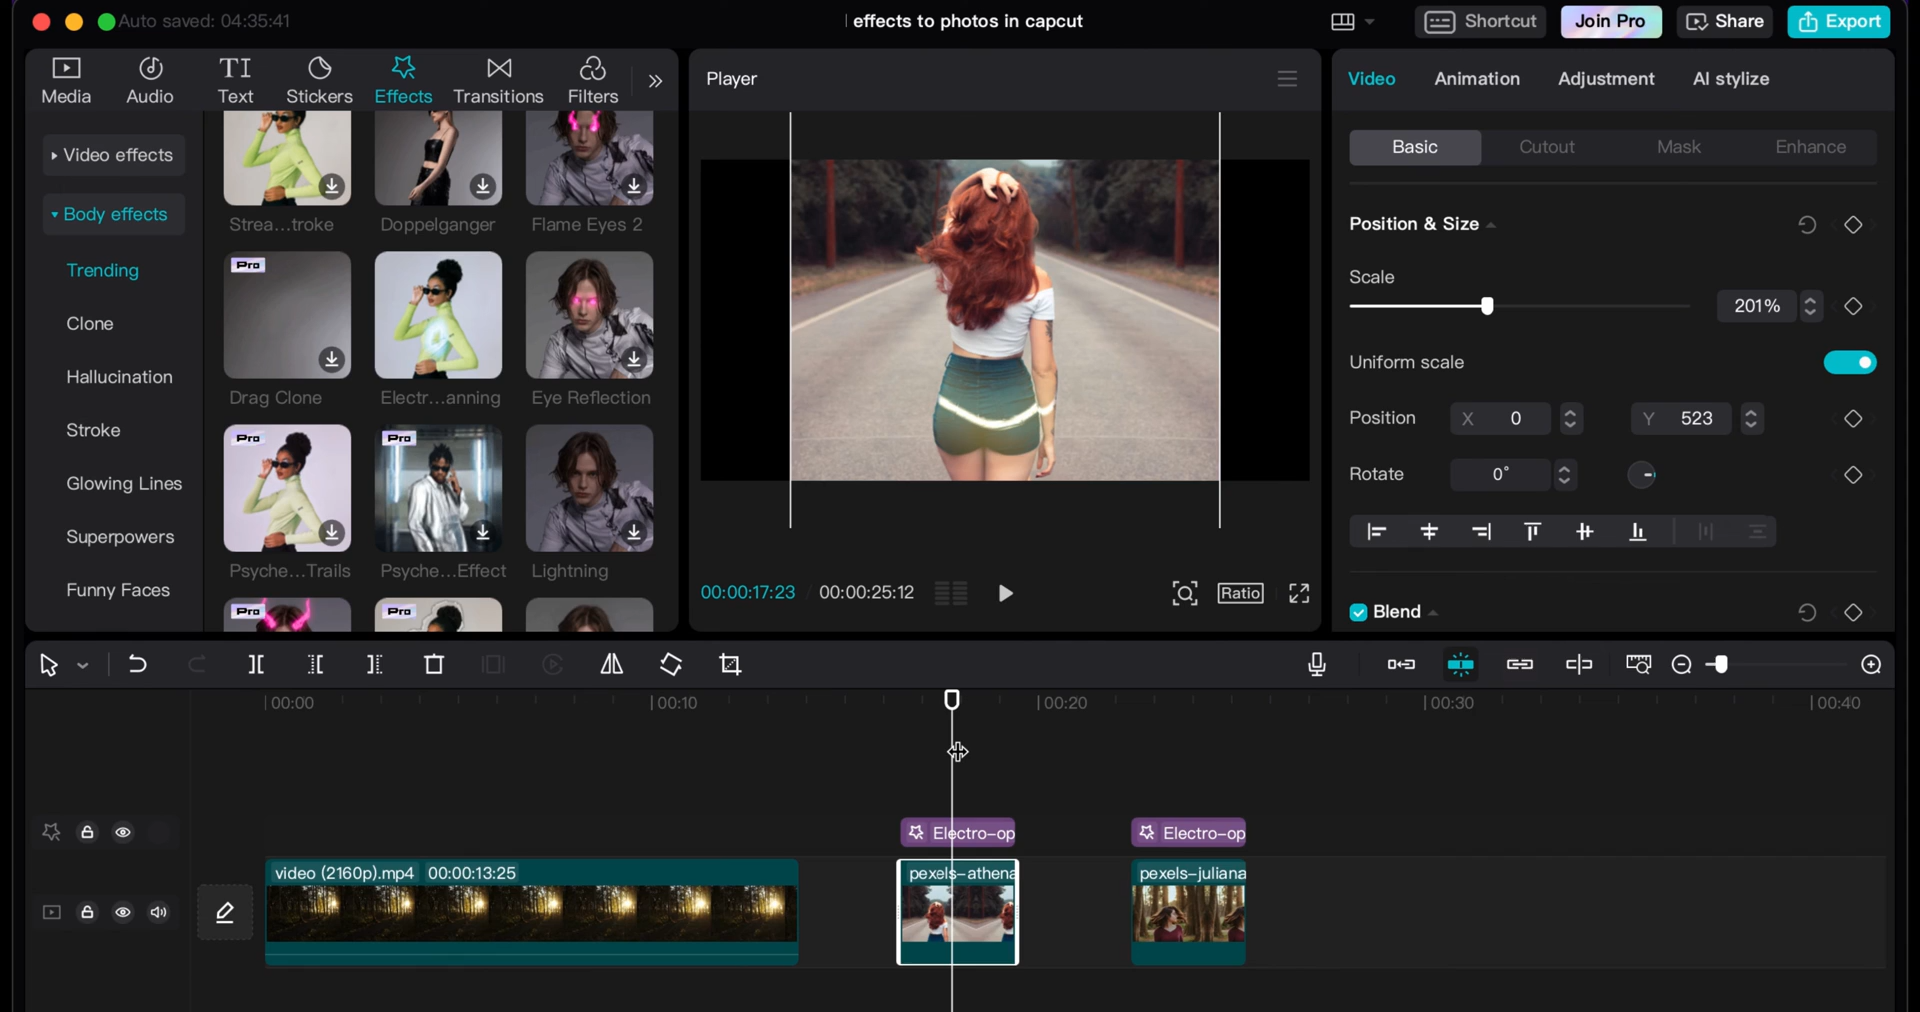 Auto saved: 04:35:41
effects to photos in capcut
Shortcut
Join Pro
Share
Export
Media
Audio
TI
Text
Stickers
Effects
Transitions
Filters
Video effects
Body effects
Trending
Clone
Hallucination
Stroke
Glowing Lines
Superpowers
Funny Faces
Strea...troke
Doppelganger
Flame Eyes 2
Pro
Drag Clone
Electr...anning
Eye Reflection
Pro
Psyche...Trails
Pro
Psyche...Effect
Lightning
Pro
Pro
Player
00:00:17:23 / 00:00:25:12
Ratio
Video
Animation
Adjustment
AI stylize
Basic
Cutout
Mask
Enhance
Position & Size
Scale
201%
Uniform scale
Position X 0 Y 523
Rotate 0°
Blend
00:00
00:10
00:20
00:30
00:40
Electro-op
Electro-op
video (2160p).mp4 00:00:13:25
pexels-athena
pexels-juliana